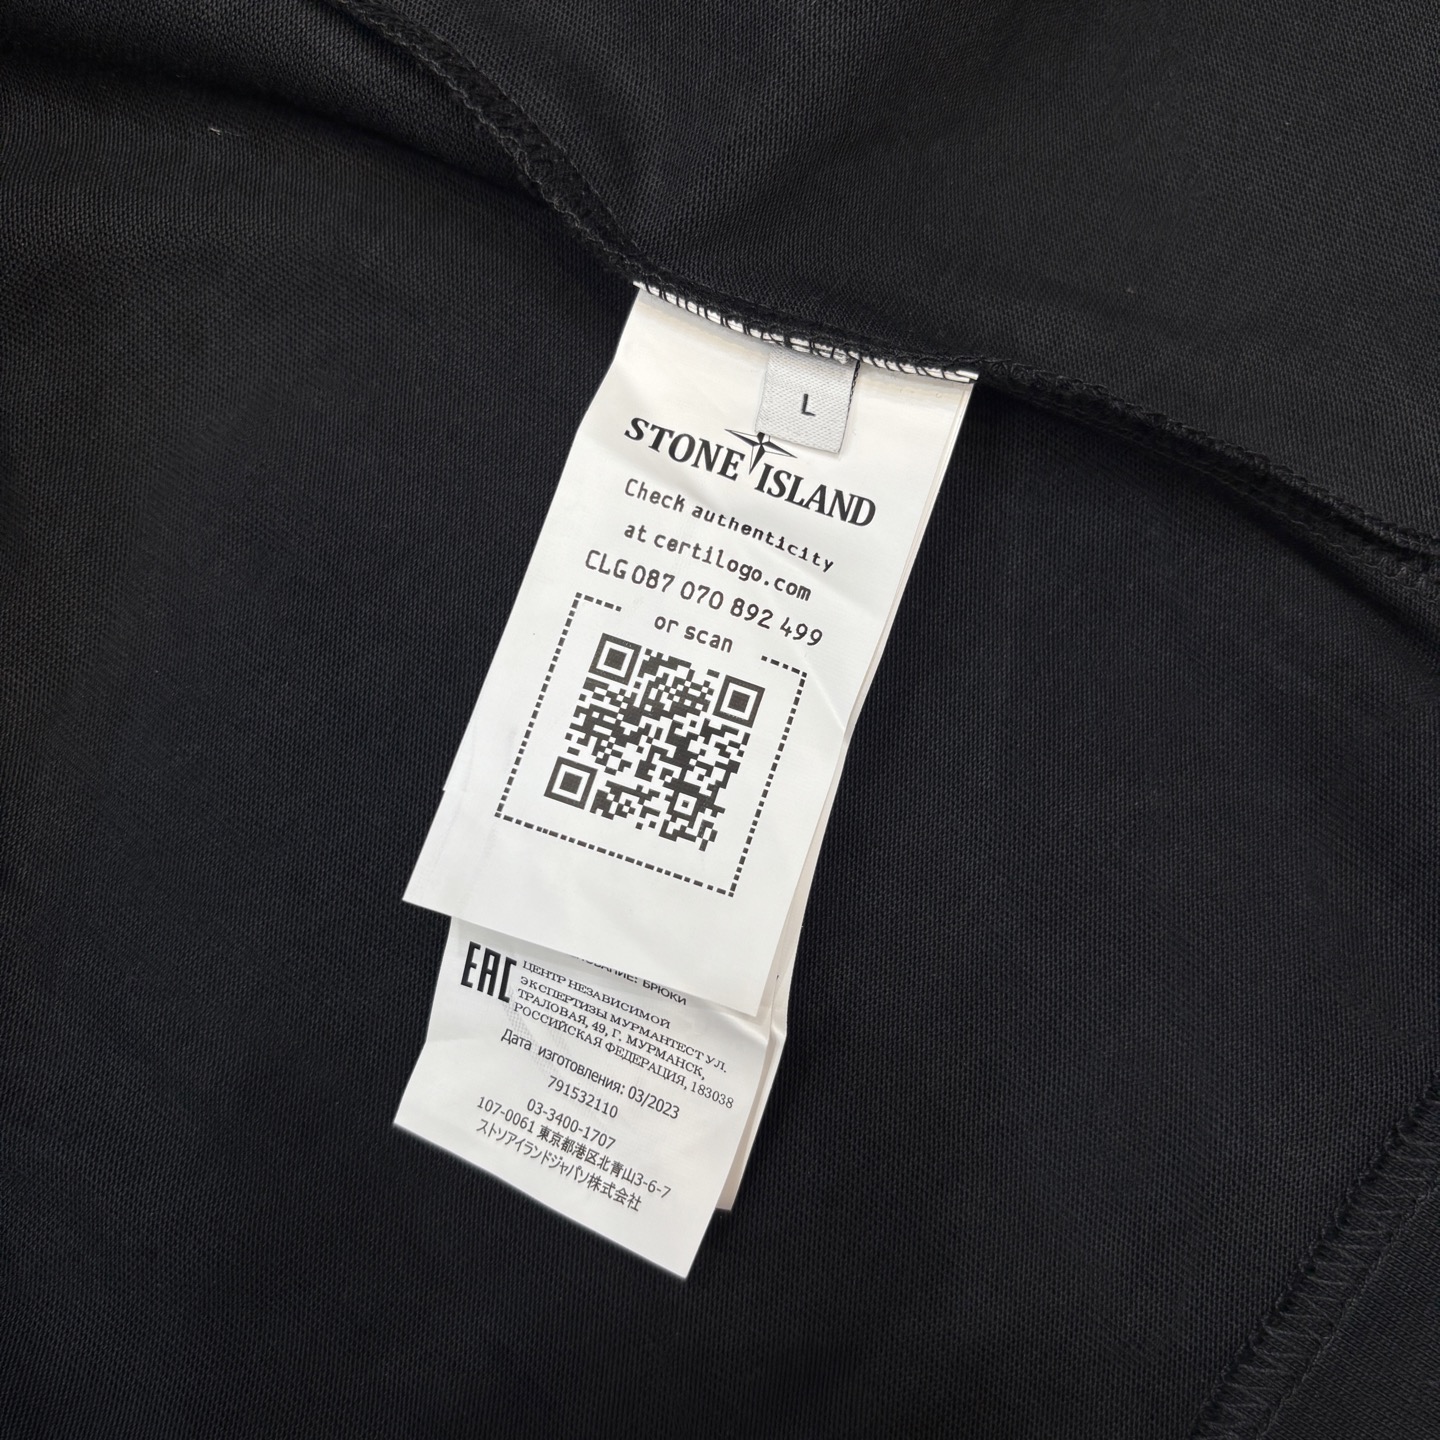 L
STONE ISLAND
Check authenticity
at certilogo.com
CLG 087 070 892 499
or scan
EAC
БРЮКИ
ЦЕНТР НЕЗАВИСИМОЙ
ЭКСПЕРТИЗЫ МУРМАНТЕСТ УЛ.
ТРАЛОВАЯ, 49, Г. МУРМАНСК,
РОССИЙСКАЯ ФЕДЕРАЦИЯ, 183038
Дата изготовления: 03/2023
791532110
03-3400-1707
107-0061 東京都港区北青山3-6-7
ストソアイランドジャパン株式会社